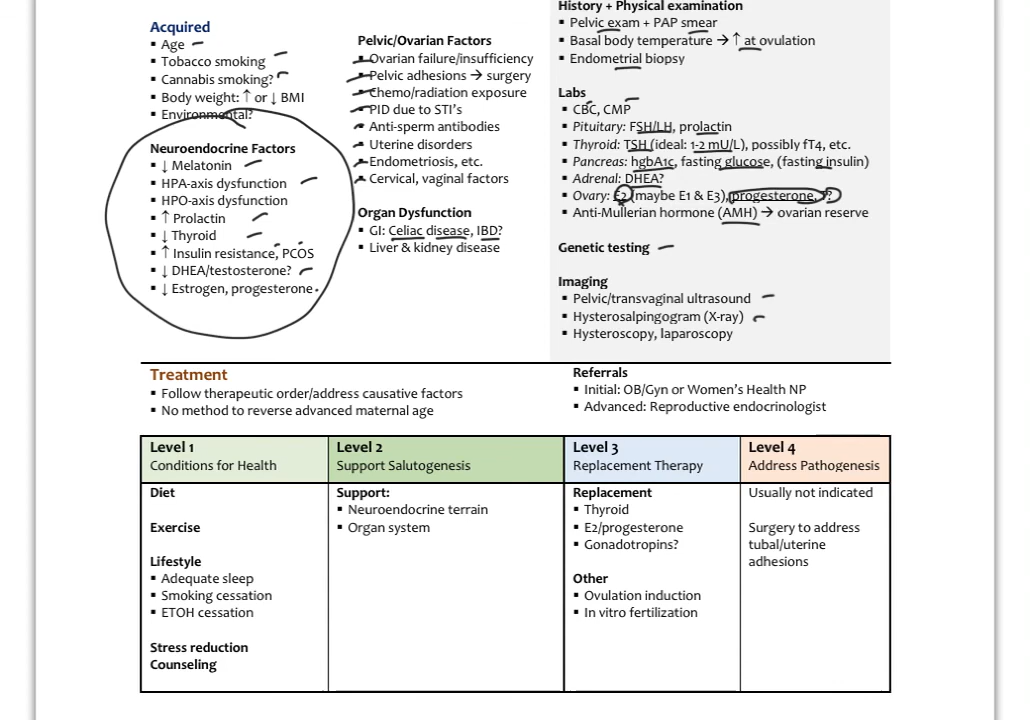 Acquired
▪ Age
▪ Tobacco smoking
▪ Cannabis smoking?
▪ Body weight: ↑ or ↓ BMI
▪ Environmental?
Neuroendocrine Factors
▪ ↓ Melatonin
▪ HPA-axis dysfunction
▪ HPO-axis dysfunction
▪ ↑ Prolactin
▪ ↓ Thyroid
▪ ↑ Insulin resistance, PCOS
▪ ↓ DHEA/testosterone?
▪ ↓ Estrogen, progesterone
Pelvic/Ovarian Factors
▪ Ovarian failure/insufficiency
▪ Pelvic adhesions → surgery
▪ Chemo/radiation exposure
▪ PID due to STI's
▪ Anti-sperm antibodies
▪ Uterine disorders
▪ Endometriosis, etc.
▪ Cervical, vaginal factors
Organ Dysfunction
▪ GI: Celiac disease, IBD?
▪ Liver & kidney disease
History + Physical examination
▪ Pelvic exam + PAP smear
▪ Basal body temperature → ↑ at ovulation
▪ Endometrial biopsy
Labs
▪ CBC, CMP
▪ Pituitary: FSH/LH, prolactin
▪ Thyroid: TSH (ideal: 1-2 mU/L), possibly fT4, etc.
▪ Pancreas: hgbA1c, fasting glucose, (fasting insulin)
▪ Adrenal: DHEA?
▪ Ovary: E2 (maybe E1 & E3), progesterone, T?
▪ Anti-Mullerian hormone (AMH) → ovarian reserve
Genetic testing
Imaging
▪ Pelvic/transvaginal ultrasound
▪ Hysterosalpingogram (X-ray)
▪ Hysteroscopy, laparoscopy
Treatment
▪ Follow therapeutic order/address causative factors
▪ No method to reverse advanced maternal age
Referrals
▪ Initial: OB/Gyn or Women's Health NP
▪ Advanced: Reproductive endocrinologist
Level 1
Conditions for Health
Diet
Exercise
Lifestyle
▪ Adequate sleep
▪ Smoking cessation
▪ ETOH cessation
Stress reduction
Counseling
Level 2
Support Salutogenesis
Support:
▪ Neuroendocrine terrain
▪ Organ system
Level 3
Replacement Therapy
Replacement
▪ Thyroid
▪ E2/progesterone
▪ Gonadotropins?
Other
▪ Ovulation induction
▪ In vitro fertilization
Level 4
Address Pathogenesis
Usually not indicated
Surgery to address
tubal/uterine
adhesions